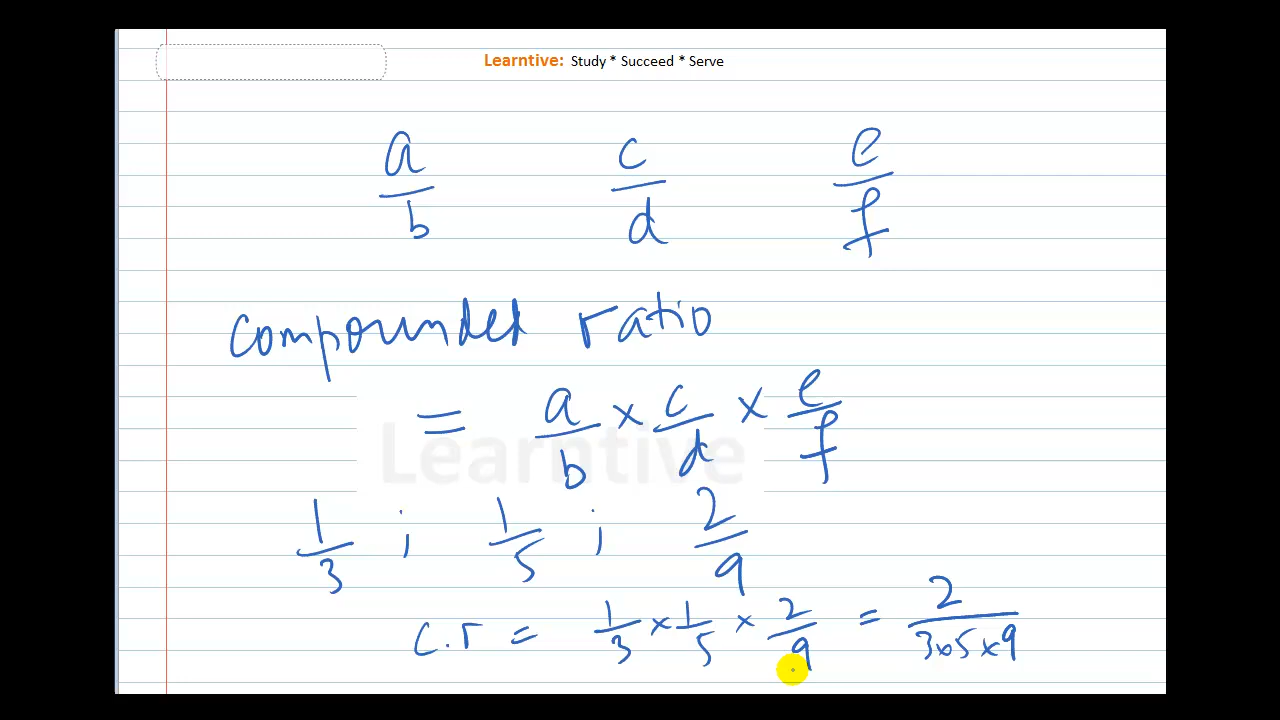 Learntive: Study * Succeed * Serve
a/b c/d e/f
compounded ratio
= a/b × c/d × e/f
Learntive
1/3 ; 1/5 ; 2/9
C.r = 1/3 × 1/5 × 2/9 = 2/(3×5×9)